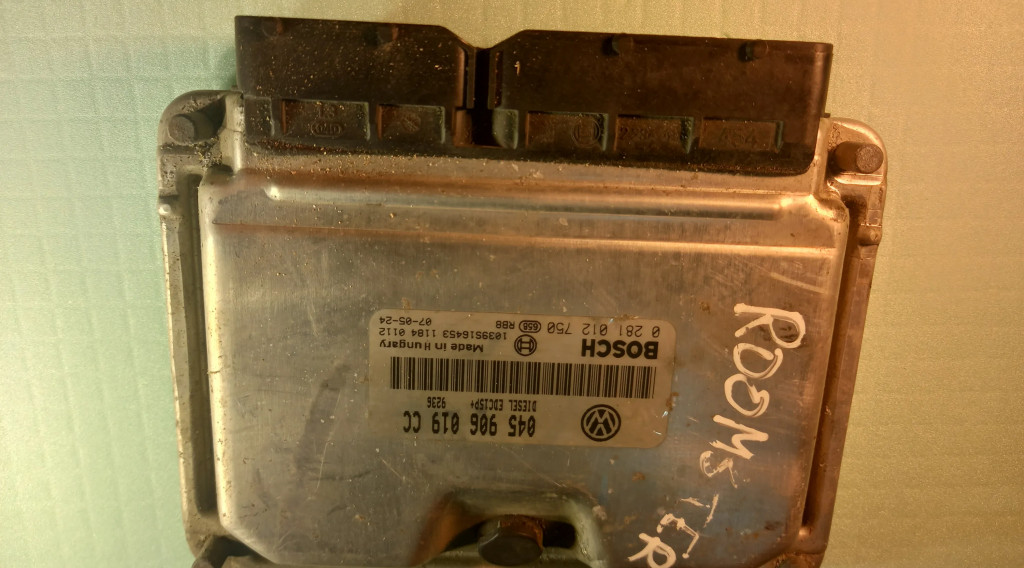 045 906 019 CC
DIESEL EDC15P+ 9236
BOSCH
Made in Hungary
0 281 012 750 658 RBB
1039S16453 1184 0112
07-05-24
ROOMSTER